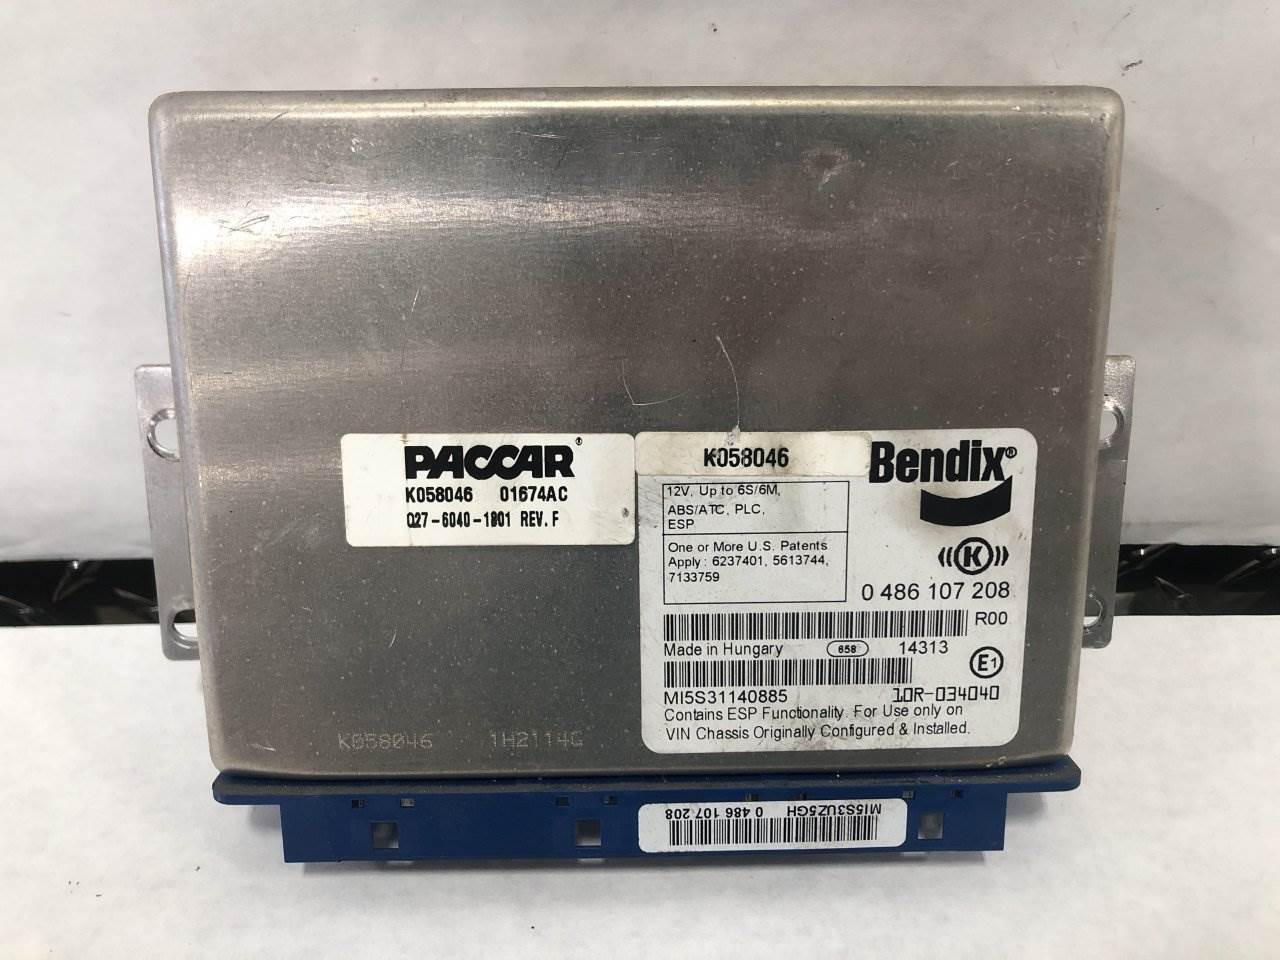 PACCAR®
K058046 01674AC
Q27-6040-1801 REV.F
K058046
Bendix®
12V, Up to 6S/6M,
ABS/ATC, PLC,
ESP
One or More U.S. Patents
Apply : 6237401, 5613744,
7133759
K
0 486 107 208
R00
Made in Hungary 658 14313
E1
MI5S31140885 10R-034040
Contains ESP Functionality. For Use only on
VIN Chassis Originally Configured & Installed.
K058046 1H2114G
MI5S3UZ5GH 0 486 107 208